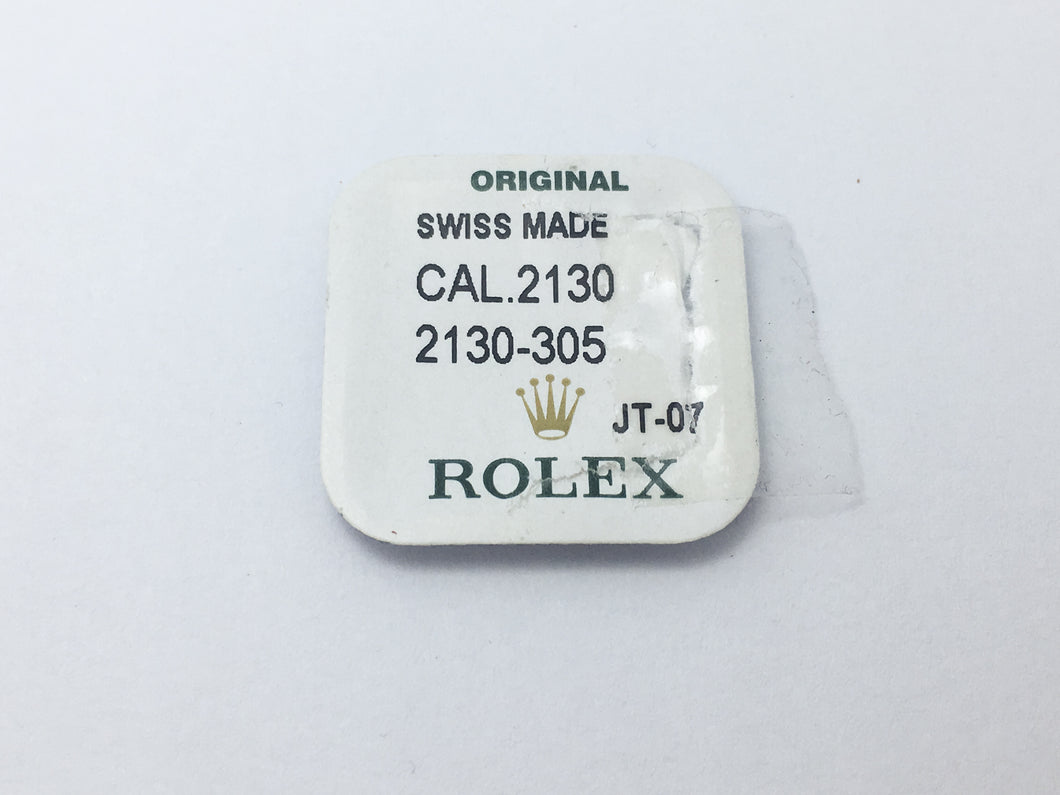 ORIGINAL
SWISS MADE
CAL.2130
2130-305
JT-07
ROLEX